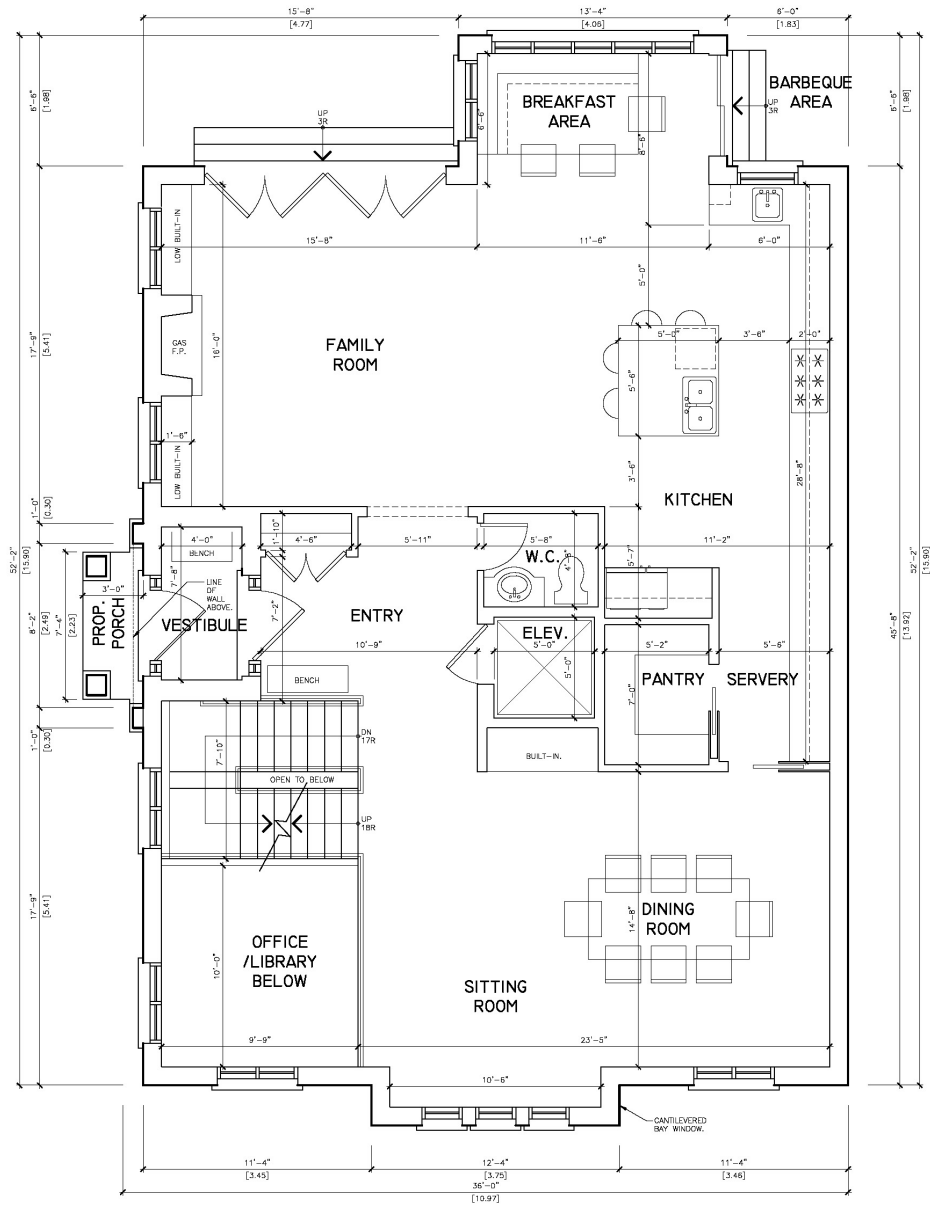 15'-8"
[4.77]
13'-4"
[4.06]
6'-0"
[1.83]
6'-6"
[1.98]
UP
3R
BREAKFAST
AREA
6'-6"
8'-6"
UP
3R
BARBEQUE
AREA
6'-6"
[1.98]
LOW BUILT-IN
15'-8"
11'-6"
6'-0"
5'-0"
17'-9"
[5.41]
GAS
F.P.
16'-0"
FAMILY
ROOM
5'-0"
3'-6"
2'-0"
5'-6"
1'-6"
LOW BUILT-IN
3'-6"
28'-8"
KITCHEN
1'-0"
[0.30]
52'-2"
[15.90]
4'-0"
BENCH
1'-10"
4'-6"
5'-11"
5'-8"
W.C.
5'-7"
11'-2"
52'-2"
[15.90]
8'-2"
[2.49]
7'-4"
[2.23]
3'-0"
PROP.
PORCH
7'-8"
LINE
OF
WALL
ABOVE.
VESTIBULE
7'-2"
ENTRY
ELEV.
45'-8"
[13.92]
10'-9"
5'-0"
5'-0"
5'-2"
5'-6"
BENCH
PANTRY
SERVERY
7'-0"
1'-0"
[0.30]
7'-10"
DN
17R
BUILT-IN.
OPEN TO BELOW
UP
18R
17'-9"
[5.41]
DINING
ROOM
14'-8"
OFFICE
/LIBRARY
BELOW
10'-0"
SITTING
ROOM
9'-9"
23'-5"
10'-6"
CANTILEVERED
BAY WINDOW.
11'-4"
[3.45]
12'-4"
[3.75]
11'-4"
[3.46]
36'-0"
[10.97]